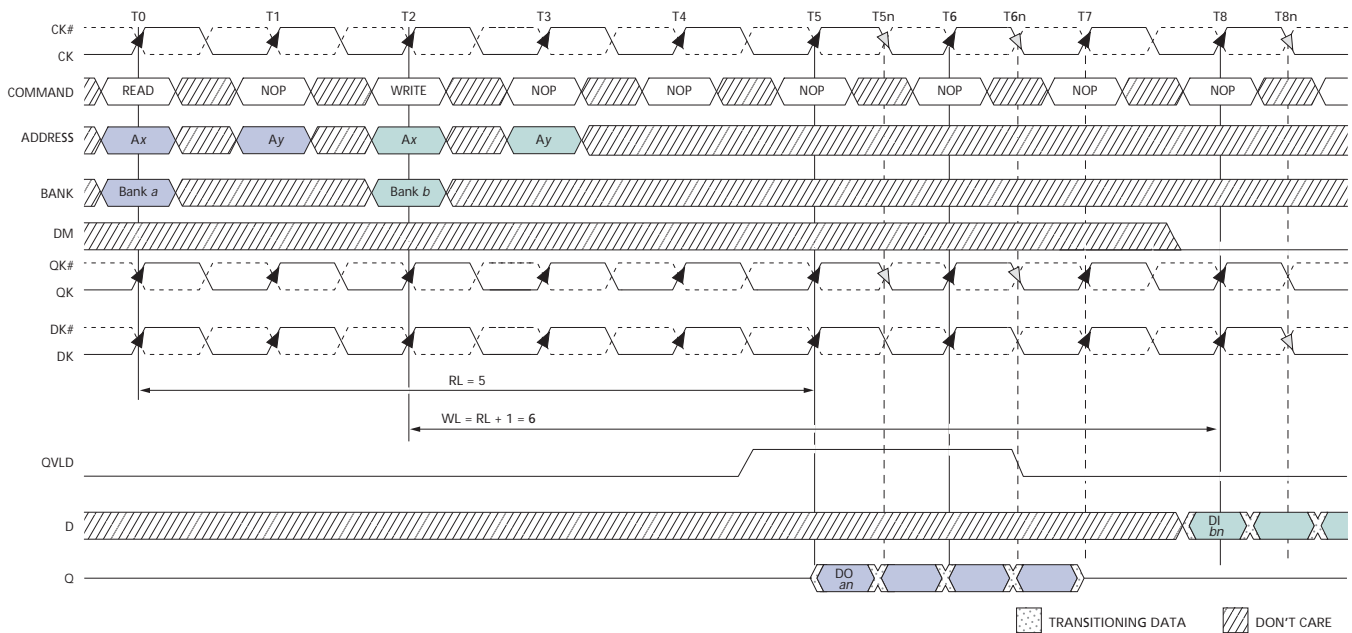 T0 T1 T2 T3 T4 T5 T5n T6 T6n T7 T8 T8n
CK#
CK
COMMAND READ NOP WRITE NOP NOP NOP NOP NOP NOP
ADDRESS Ax Ay Ax Ay
BANK Bank a Bank b
DM
QK#
QK
DK#
DK
RL = 5
WL = RL + 1 = 6
QVLD
D DI
bn
Q DO
an
TRANSITIONING DATA DON'T CARE